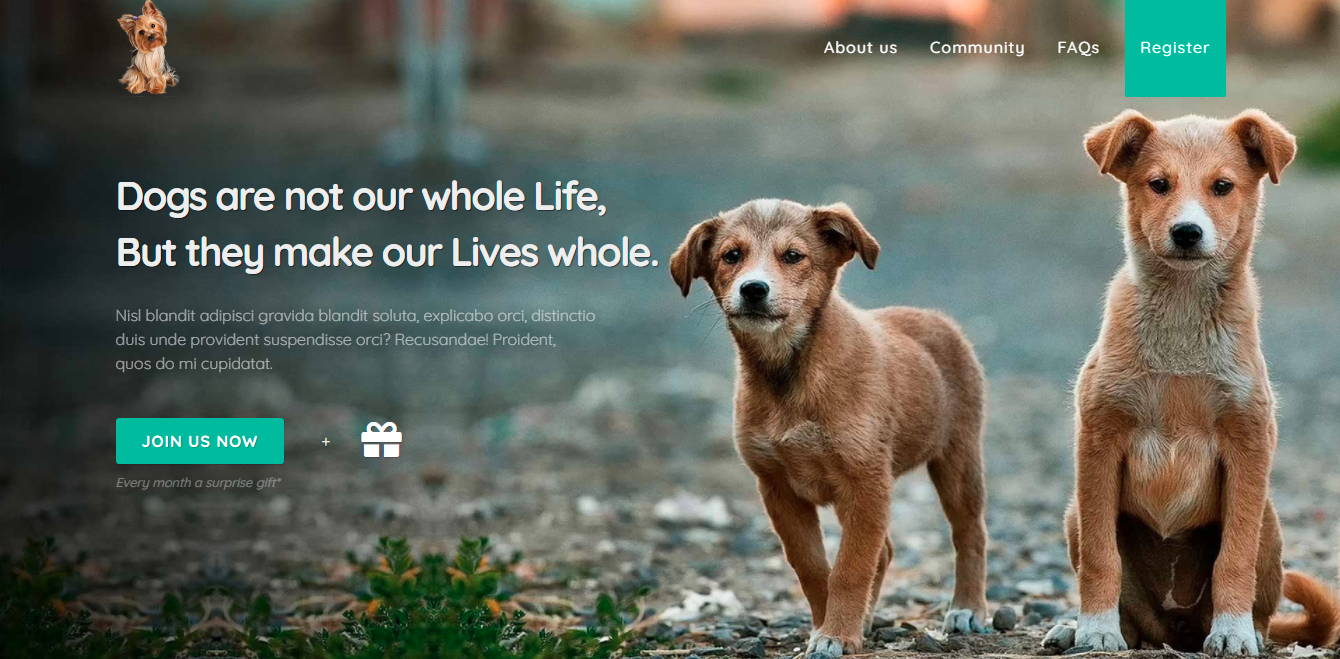 About us
Community
FAQs
Register
Dogs are not our whole Life,
But they make our Lives whole.
Nisl blandit adipisci gravida blandit soluta, explicabo orci, distinctio
duis unde provident suspendisse orci? Recusandae! Proident,
quos do mi cupidatat.
JOIN US NOW
+
Every month a surprise gift*